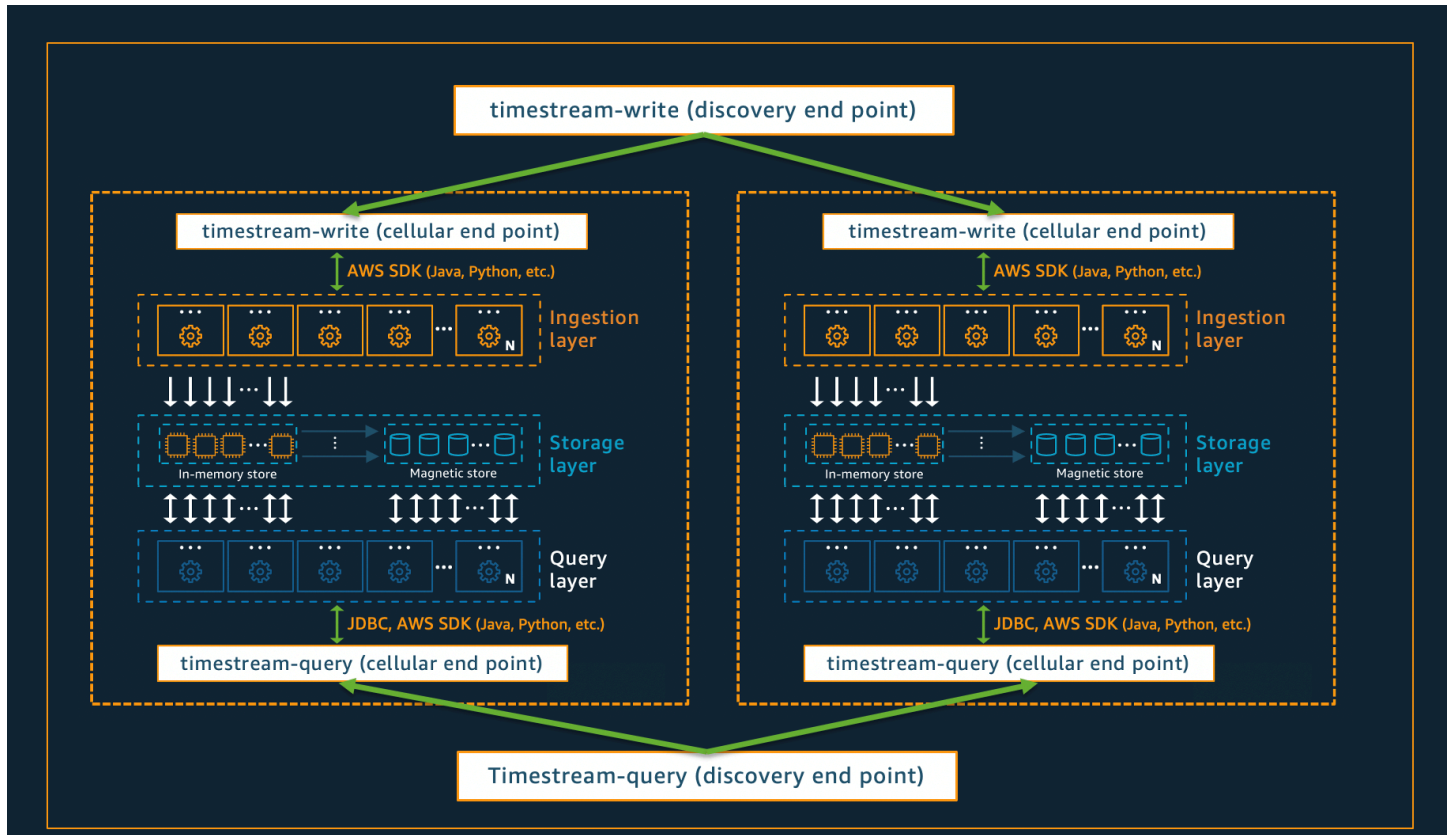 timestream-write (discovery end point)
timestream-write (cellular end point)
AWS SDK (Java, Python, etc.)
Ingestion
layer
... N
Storage
layer
In-memory store
Magnetic store
Query
layer
... N
JDBC, AWS SDK (Java, Python, etc.)
timestream-query (cellular end point)
timestream-write (cellular end point)
AWS SDK (Java, Python, etc.)
Ingestion
layer
... N
Storage
layer
In-memory store
Magnetic store
Query
layer
... N
JDBC, AWS SDK (Java, Python, etc.)
timestream-query (cellular end point)
Timestream-query (discovery end point)